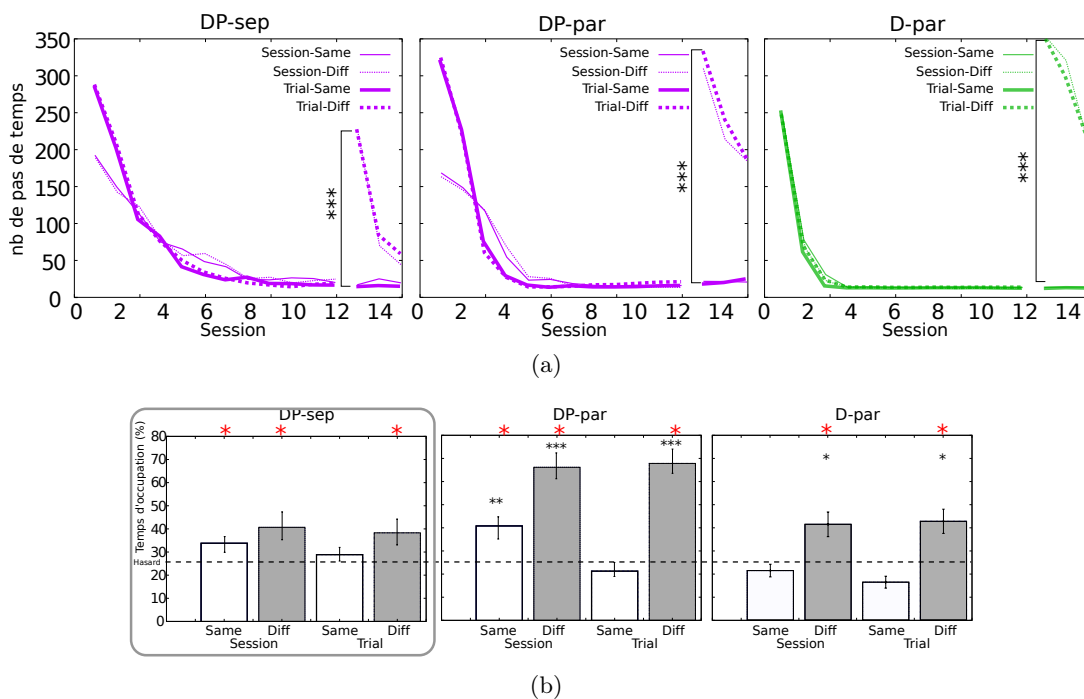 DP-sep
DP-par
D-par
nb de pas de temps
350
300
250
200
150
100
50
0
Session-Same
Session-Diff
Trial-Same
Trial-Diff
***
0 2 4 6 8 10 12 14
Session
Session-Same
Session-Diff
Trial-Same
Trial-Diff
***
0 2 4 6 8 10 12 14
Session
Session-Same
Session-Diff
Trial-Same
Trial-Diff
***
0 2 4 6 8 10 12 14
Session
(a)
DP-sep
DP-par
D-par
* * *
* * *
* *
Temps d'occupation (%)
80
70
60
50
40
30
20
10
0
Hasard
** *** ***
* *
Same Diff Same Diff
Session Trial
Same Diff Same Diff
Session Trial
Same Diff Same Diff
Session Trial
(b)